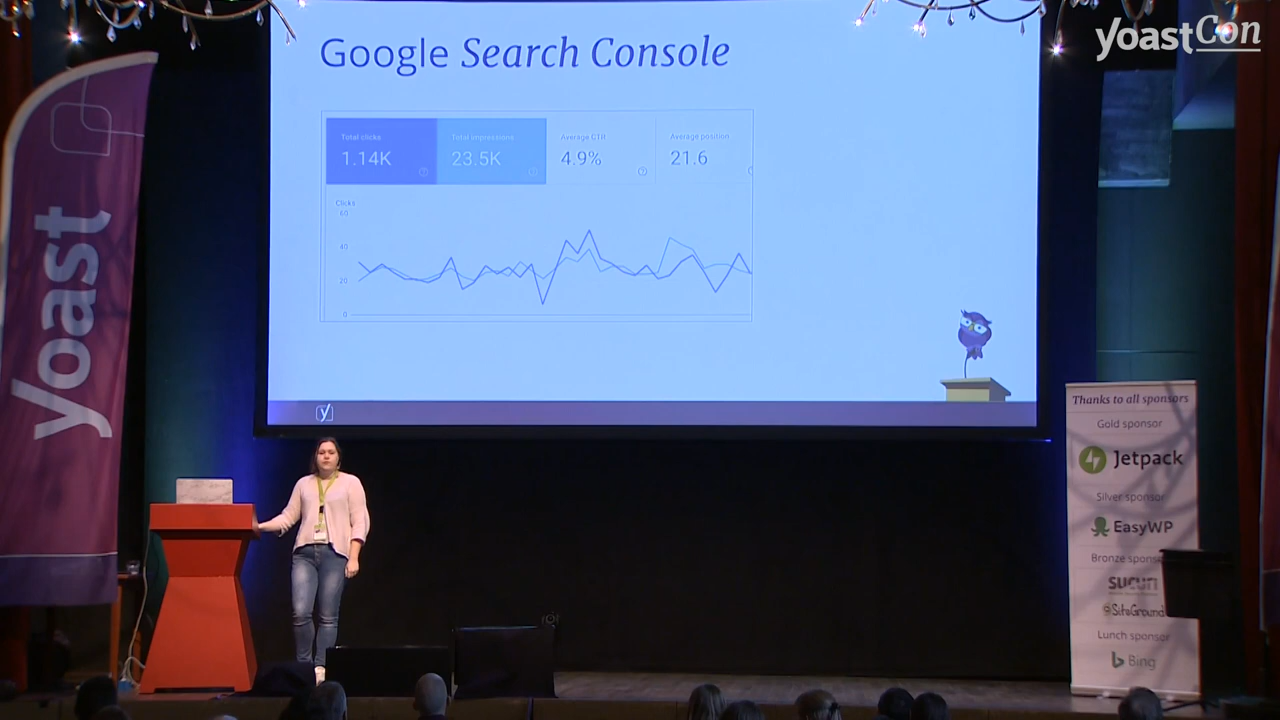 yoastCon
Google Search Console
Total clicks
1.14K
Total impressions
23.5K
Average CTR
4.9%
Average position
21.6
Clicks
60
40
20
0
yoast
y
Thanks to all sponsors
Gold sponsor
Jetpack
Silver sponsor
EasyWP
Bronze sponso
SUCURI
SiteGround
Lunch sponsor
Bing